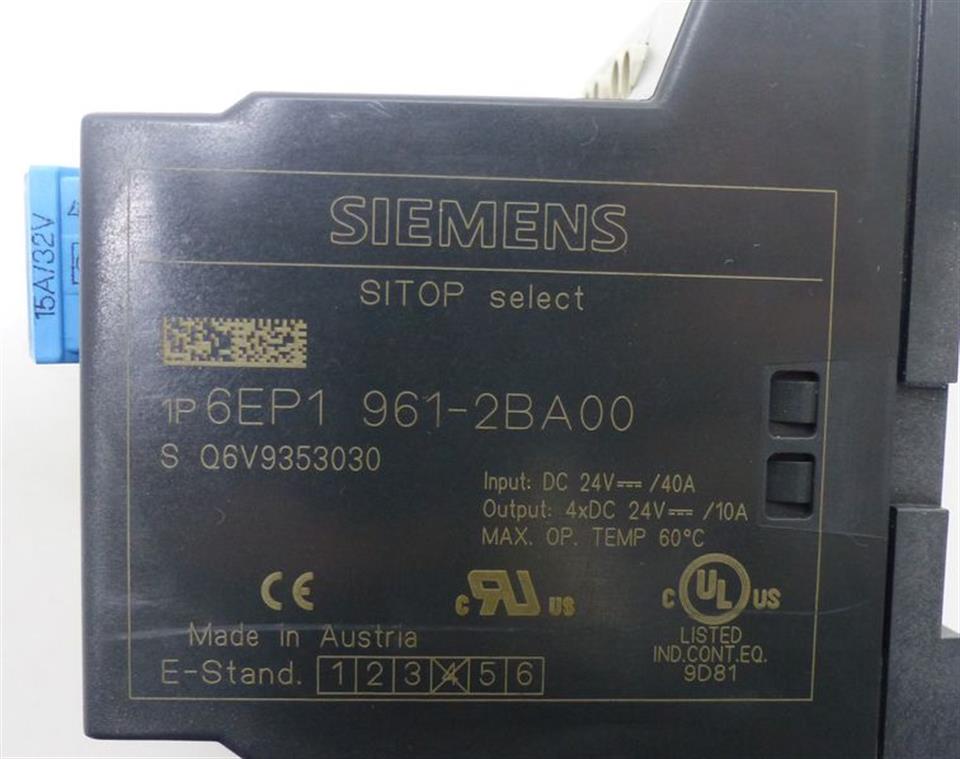 SIEMENS
SITOP select
1P 6EP1 961-2BA00
S Q6V9353030
Input: DC 24V⎓ /40A
Output: 4xDC 24V⎓ /10A
MAX. OP. TEMP 60°C
CE
c RU us
c UL us
LISTED
IND.CONT.EQ.
9D81
Made in Austria
E-Stand. 1 2 3 4 5 6
15A/32V